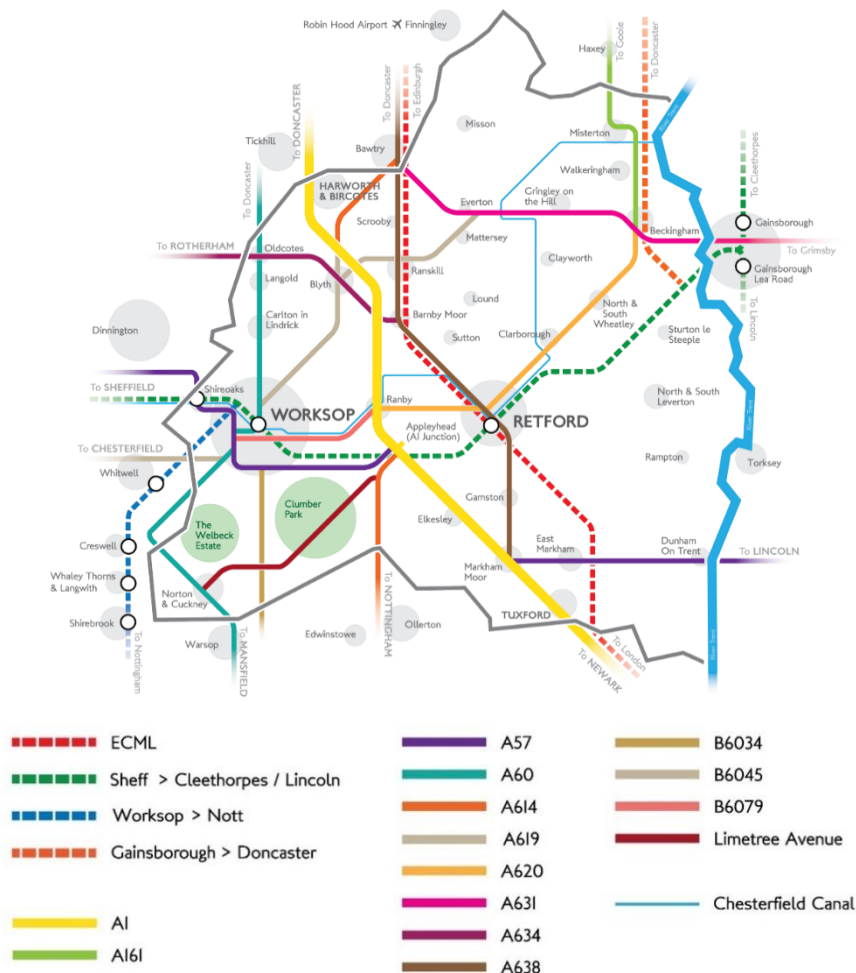 Robin Hood Airport ✈ Finningley
Haxey
To Goole
To Doncaster
To DONCASTER
To Doncaster
To Edinburgh
River Trent
Tickhill
To Doncaster
Bawtry
Misson
Misterton
To Cleethorpes
HARWORTH
& BIRCOTES
Walkeringham
Scrooby
Everton
Gringley on
the Hill
Gainsborough
To ROTHERHAM
Oldcotes
Mattersey
Beckingham
To Grimsby
Langold
Blyth
Ranskill
Clayworth
Gainsborough
Lea Road
Dinnington
Carlton in
Lindrick
Barnby Moor
Lound
North &
South
Wheatley
To Lincoln
Sutton
Clarborough
Sturton le
Steeple
To SHEFFIELD
Shireoaks
WORKSOP
Ranby
RETFORD
North & South
Leverton
River Trent
Appleyhead
(A1 Junction)
To CHESTERFIELD
Whitwell
Rampton
Torksey
Clumber
Park
Gamston
The
Welbeck
Estate
Elkesley
Creswell
East
Markham
Dunham
On Trent
To LINCOLN
Whaley Thorns
& Langwith
Norton
& Cuckney
Markham
Moor
To NOTTINGHAM
TUXFORD
Shirebrook
To Nottingham
Warsop
To MANSFIELD
Edwinstowe
Ollerton
To London
To NEWARK
River Trent
ECML
Sheff > Cleethorpes / Lincoln
Worksop > Nott
Gainsborough > Doncaster
A1
A161
A57
A60
A614
A619
A620
A631
A634
A638
B6034
B6045
B6079
Limetree Avenue
Chesterfield Canal